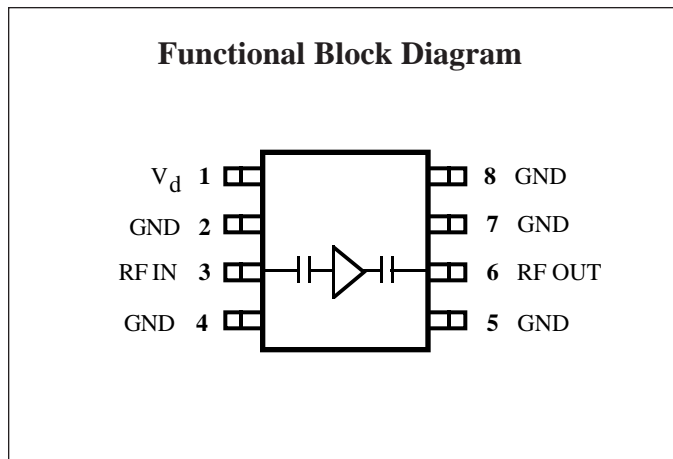 Functional Block Diagram
Vd 1 8 GND
GND 2 7 GND
RF IN 3 6 RF OUT
GND 4 5 GND